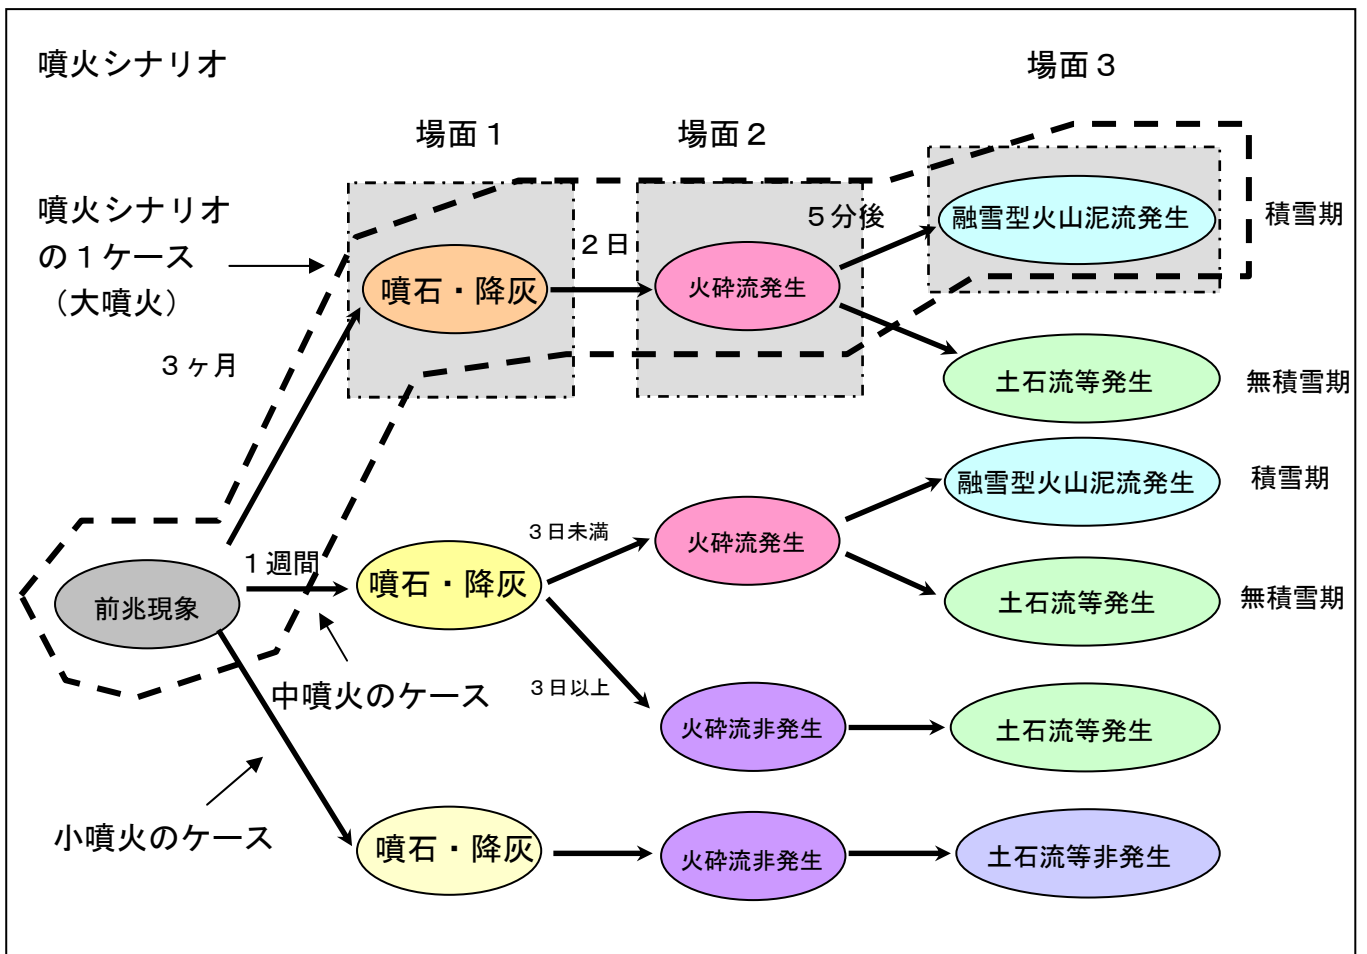 噴火シナリオ
場面３
場面１
場面２
噴火シナリオ
の１ケース
（大噴火）
５分後
融雪型火山泥流発生
積雪期
２日
噴石・降灰
火砕流発生
３ヶ月
土石流等発生
無積雪期
融雪型火山泥流発生
積雪期
３日未満
火砕流発生
１週間
噴石・降灰
前兆現象
土石流等発生
無積雪期
３日以上
中噴火のケース
火砕流非発生
土石流等発生
小噴火のケース
噴石・降灰
火砕流非発生
土石流等非発生